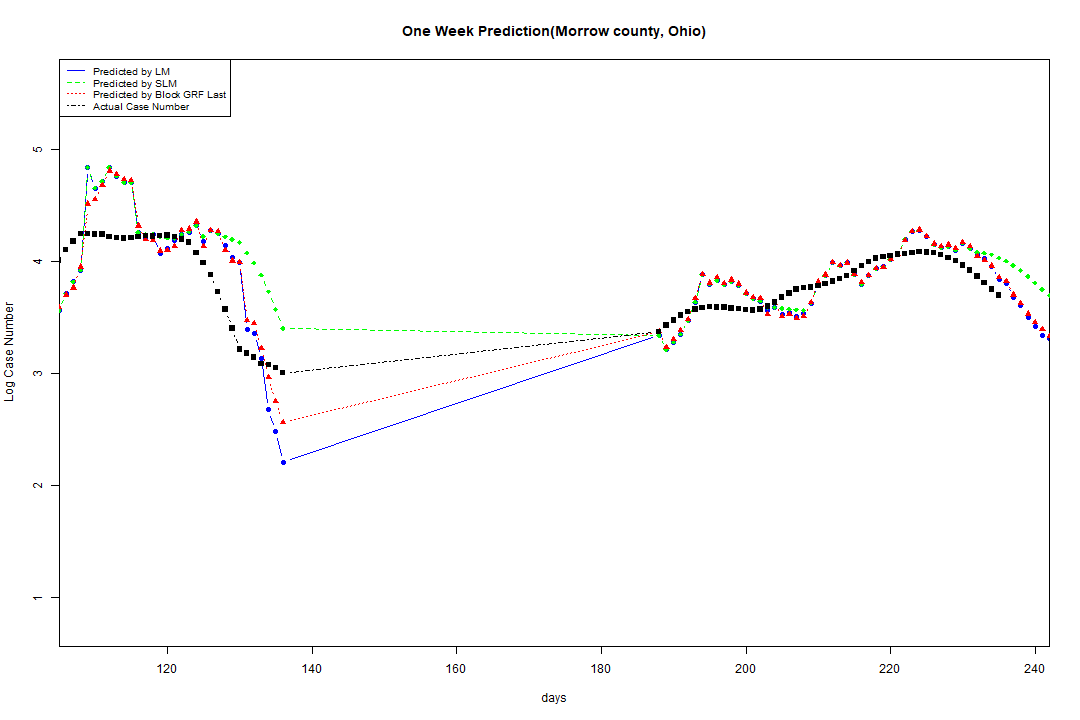 One Week Prediction(Morrow county, Ohio)
Predicted by LM
Predicted by SLM
Predicted by Block GRF Last
Actual Case Number
Log Case Number
5
4
3
2
1
120 140 160 180 200 220 240
days